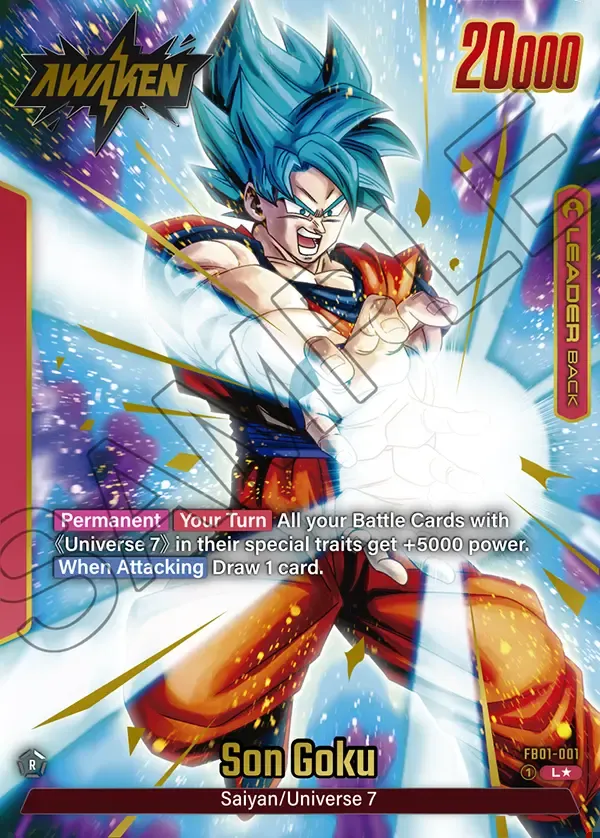 AWAKEN
20000
LEADER BACK
SAMPLE
Permanent Your Turn All your Battle Cards with
《Universe 7》 in their special traits get +5000 power.
When Attacking Draw 1 card.
Son Goku
FB01-001
R
1 L★
Saiyan/Universe 7